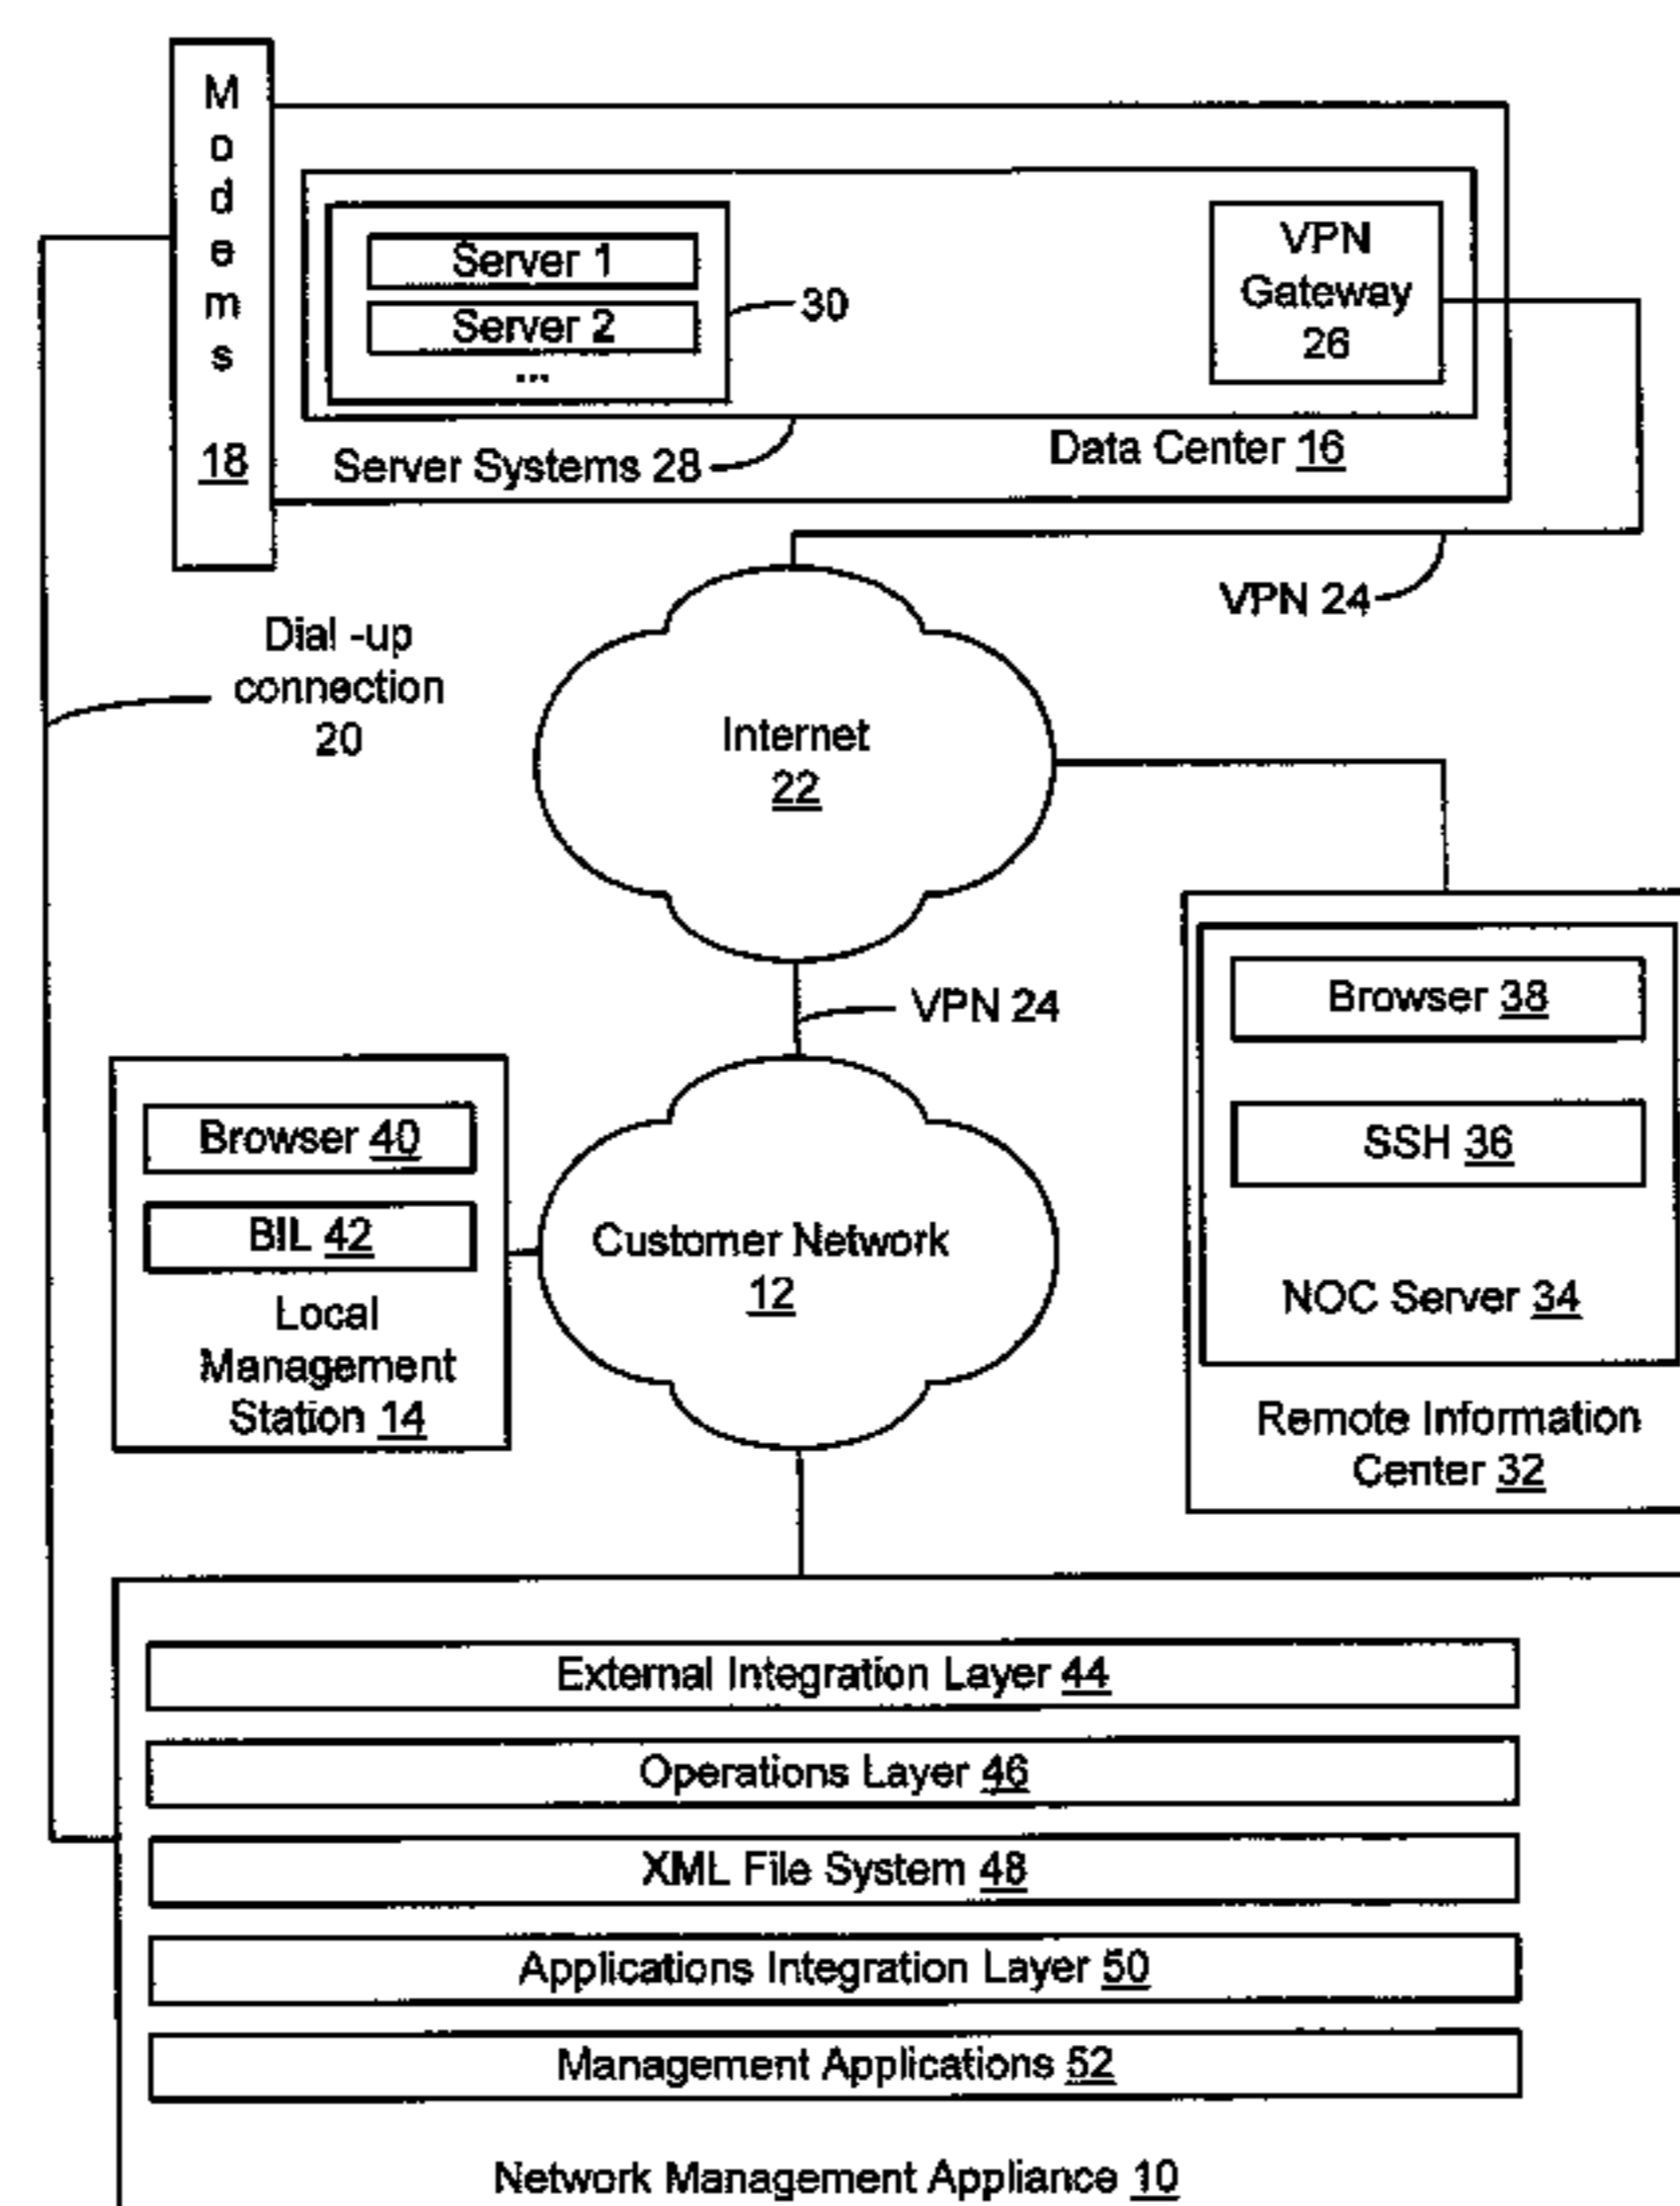 Modems
18
Server 1
Server 2
...
30
VPN
Gateway
26
Server Systems 28
Data Center 16
VPN 24
Dial -up
connection
20
Internet
22
VPN 24
Browser 38
SSH 36
NOC Server 34
Remote Information
Center 32
Browser 40
BIL 42
Local
Management
Station 14
Customer Network
12
External Integration Layer 44
Operations Layer 46
XML File System 48
Applications Integration Layer 50
Management Applications 52
Network Management Appliance 10